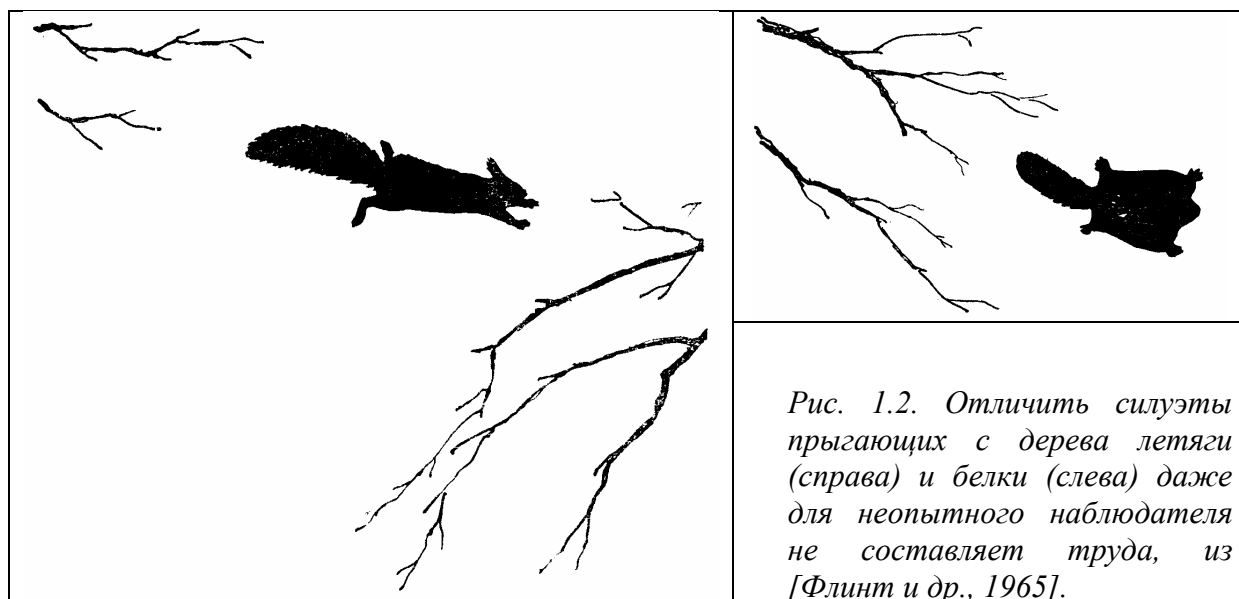 Рис. 1.2. Отличить силуэты
прыгающих с дерева летяги
(справа) и белки (слева) даже
для неопытного наблюдателя
не составляет труда, из
[Флинт и др., 1965].